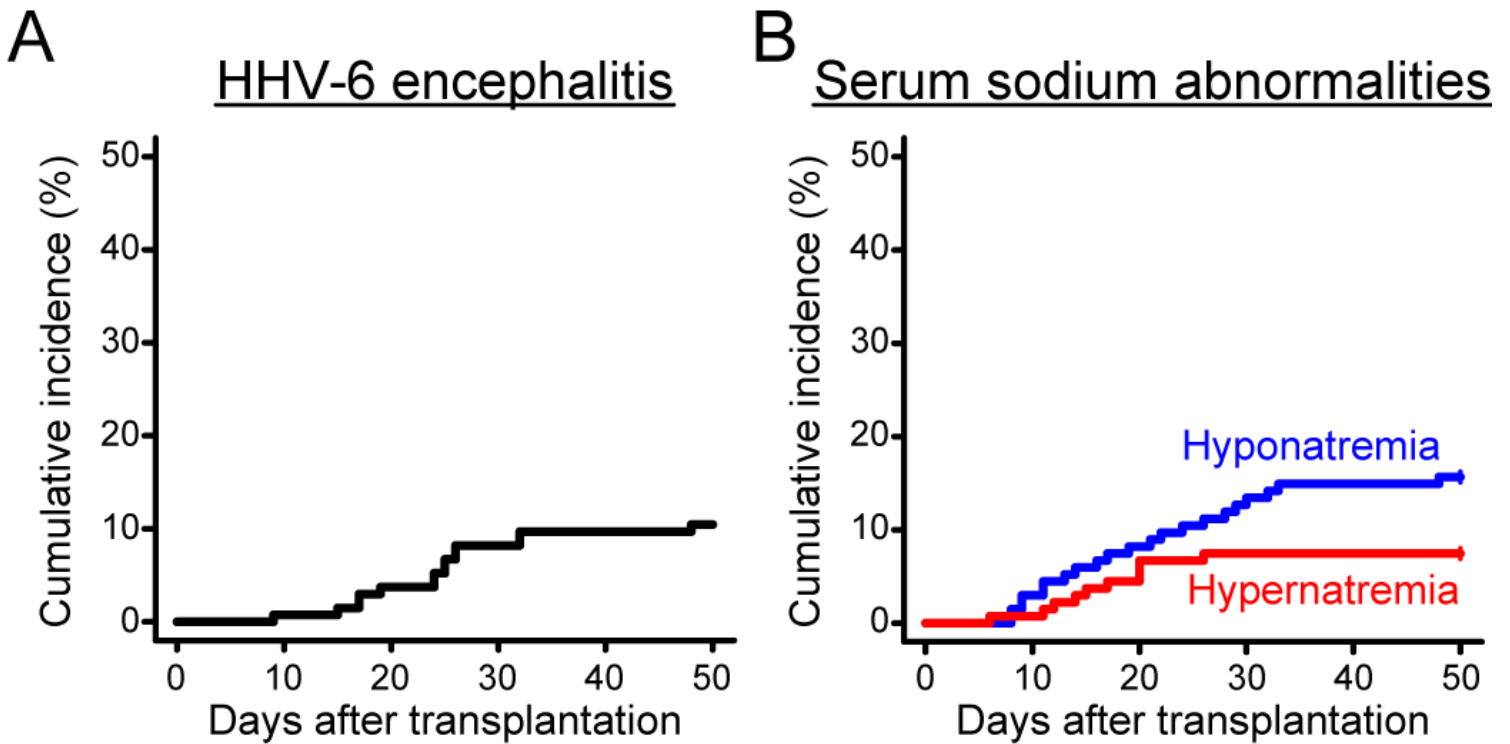 A
HHV-6 encephalitis
Cumulative incidence (%)
50
40
30
20
10
0
0 10 20 30 40 50
Days after transplantation
B
Serum sodium abnormalities
Cumulative incidence (%)
50
40
30
20
10
0
Hyponatremia
Hypernatremia
0 10 20 30 40 50
Days after transplantation